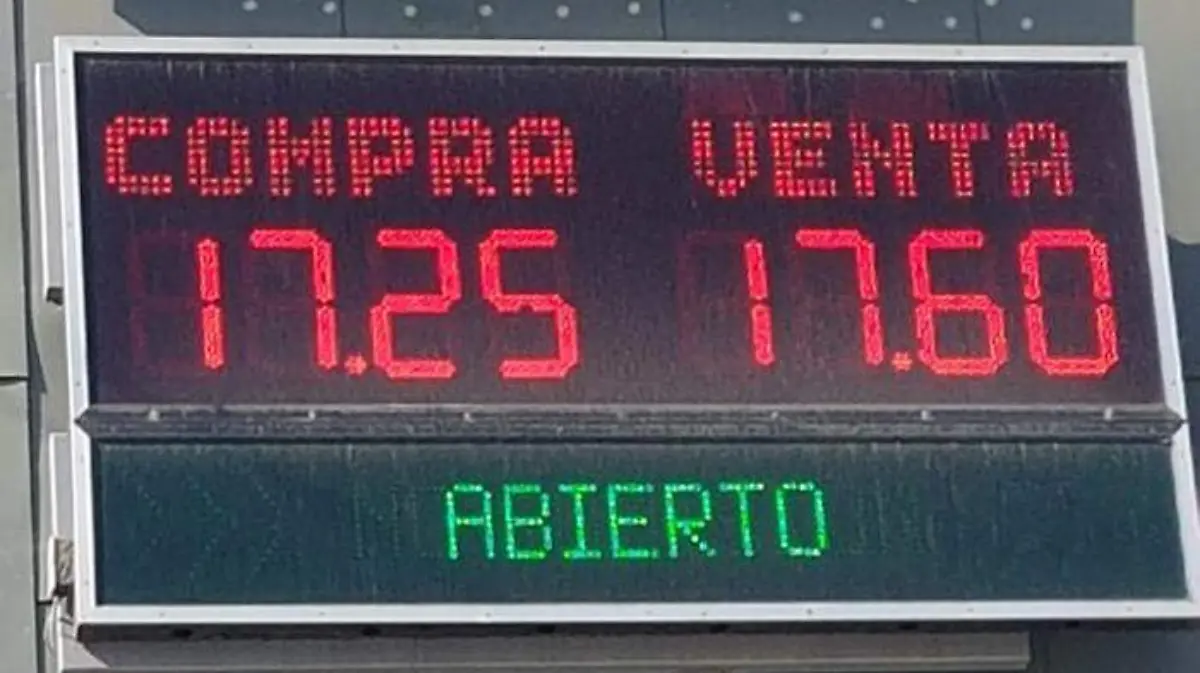 COMPRA VENTA
17.25 17.60
ABIERTO